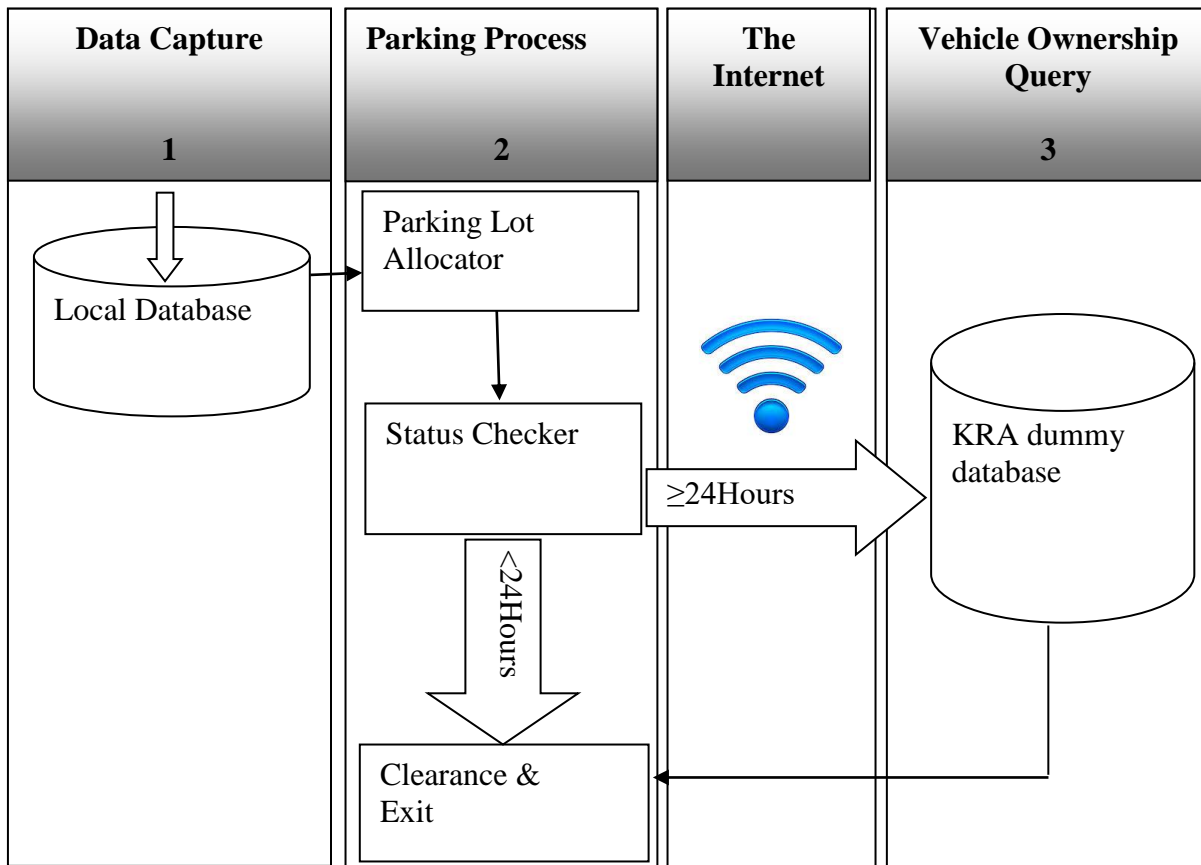 Data Capture
1
Parking Process
2
The
Internet
Vehicle Ownership
Query
3
Local Database
Parking Lot
Allocator
Status Checker
≥24Hours
<24Hours
KRA dummy
database
Clearance &
Exit